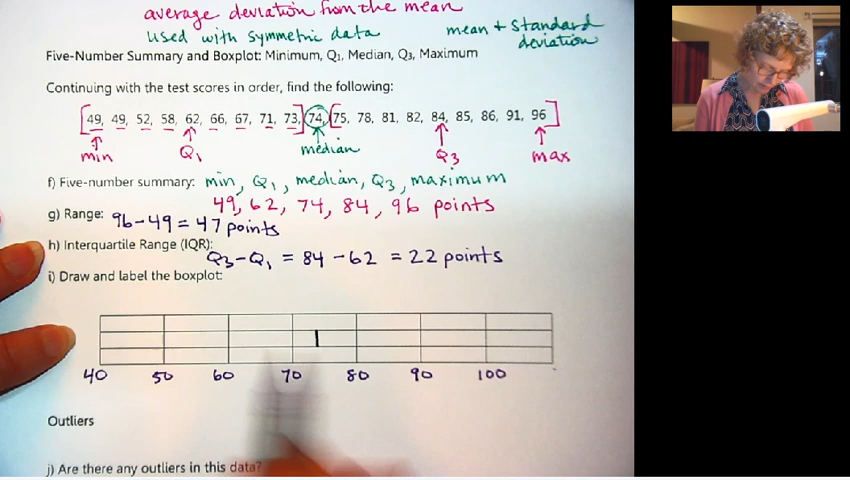 average deviation from the mean
used with symmetric data
mean + standard deviation
Five-Number Summary and Boxplot: Minimum, Q₁, Median, Q₃, Maximum
Continuing with the test scores in order, find the following:
[49, 49, 52, 58, 62, 66, 67, 71, 73,] 74, [75, 78, 81, 82, 84, 85, 86, 91, 96]
min Q₁ median Q₃ max
f) Five-number summary: min, Q₁, median, Q₃, maximum
49, 62, 74, 84, 96 points
g) Range: 96-49 = 47 points
h) Interquartile Range (IQR):
Q₃-Q₁ = 84-62 = 22 points
i) Draw and label the boxplot:
40 50 60 70 80 90 100
Outliers
j) Are there any outliers in this data?